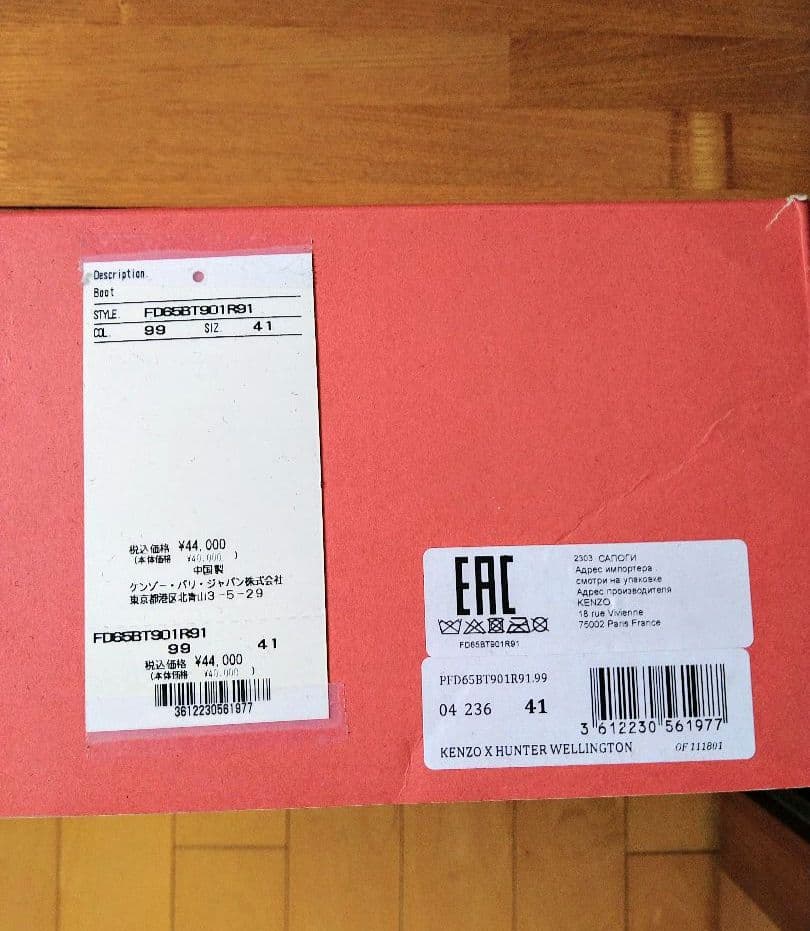 Description.
Boot
STYLE. FD65BT901R91
COL. 99 SIZ. 41
税込価格 ¥44,000
(本体価格 ¥40,000 )
中国製
ケンゾー・パリ・ジャパン株式会社
東京都港区北青山3-5-29
FD65BT901R91
99 41
税込価格 ¥44,000
(本体価格 ¥40,000 )
3612230561977
EAC
FD65BT901R91
2303 САПОГИ
Адрес импортера
смотри на упаковке
Адрес производителя
KENZO
18 rue Vivienne
75002 Paris France
PFD65BT901R91.99
04 236 41
3 612230 561977
KENZO X HUNTER WELLINGTON OF 111801